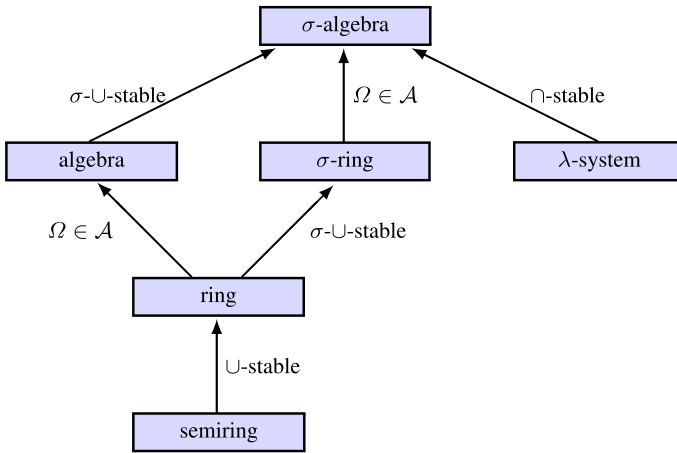 σ-algebra
σ-∪-stable
Ω ∈ 𝒜
∩-stable
algebra
σ-ring
λ-system
Ω ∈ 𝒜
σ-∪-stable
ring
∪-stable
semiring